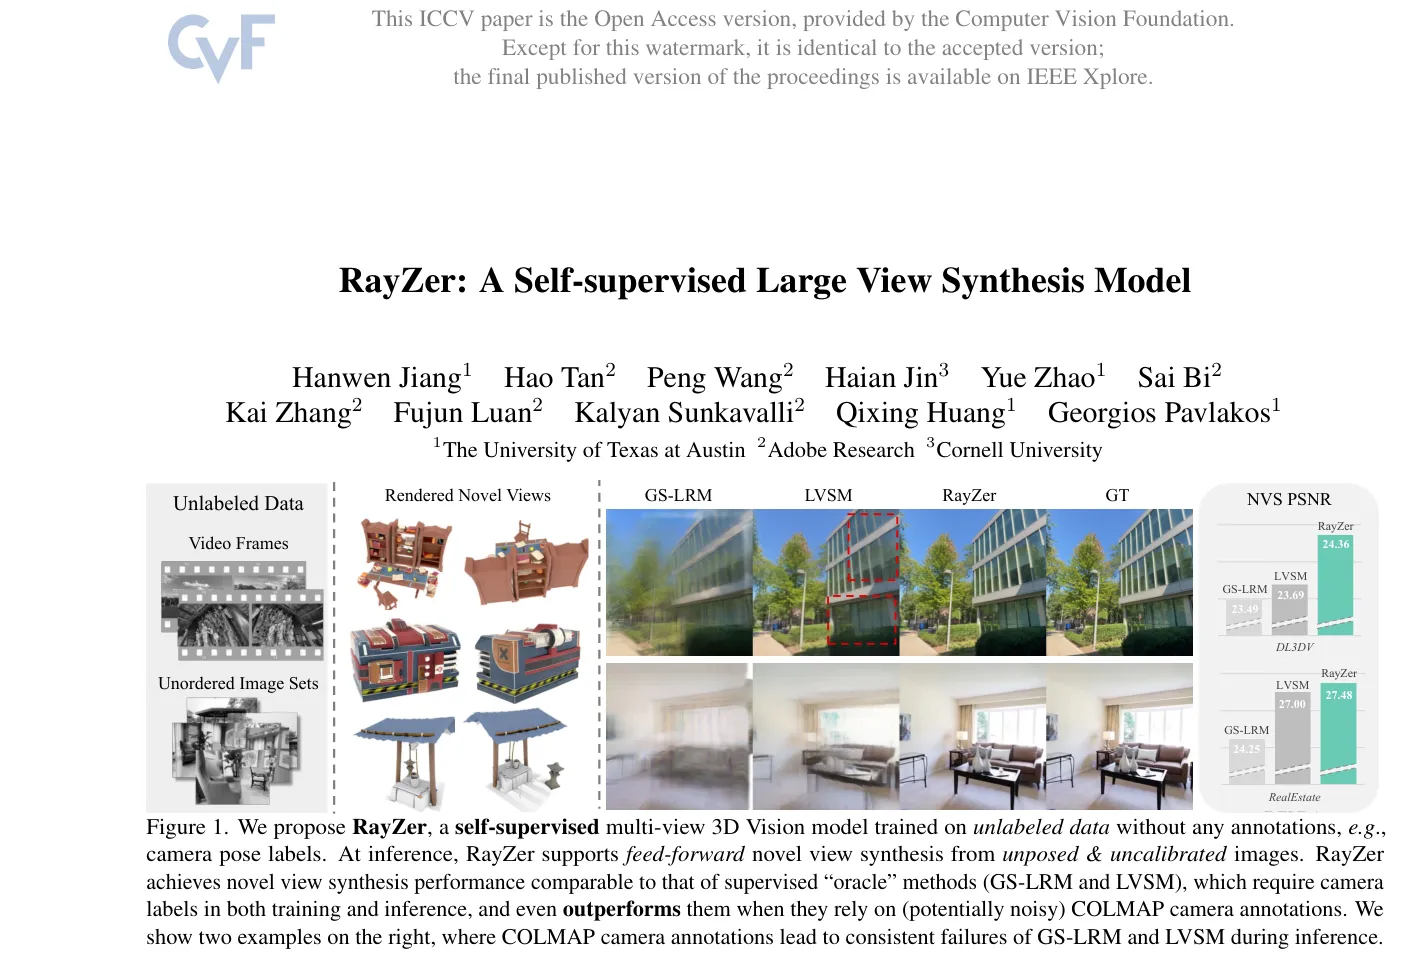 CVF
This ICCV paper is the Open Access version, provided by the Computer Vision Foundation.
Except for this watermark, it is identical to the accepted version;
the final published version of the proceedings is available on IEEE Xplore.
RayZer: A Self-supervised Large View Synthesis Model
Hanwen Jiang1 Hao Tan2 Peng Wang2 Haian Jin3 Yue Zhao1 Sai Bi2
Kai Zhang2 Fujun Luan2 Kalyan Sunkavalli2 Qixing Huang1 Georgios Pavlakos1
1The University of Texas at Austin 2Adobe Research 3Cornell University
Unlabeled Data
Video Frames
Unordered Image Sets
Rendered Novel Views
GS-LRM LVSM RayZer GT
NVS PSNR
RayZer
24.36
LVSM
23.69
GS-LRM
23.49
DL3DV
RayZer
27.48
LVSM
27.00
GS-LRM
24.25
RealEstate
Figure 1. We propose RayZer, a self-supervised multi-view 3D Vision model trained on unlabeled data without any annotations, e.g.,
camera pose labels. At inference, RayZer supports feed-forward novel view synthesis from unposed & uncalibrated images. RayZer
achieves novel view synthesis performance comparable to that of supervised “oracle” methods (GS-LRM and LVSM), which require camera
labels in both training and inference, and even outperforms them when they rely on (potentially noisy) COLMAP camera annotations. We
show two examples on the right, where COLMAP camera annotations lead to consistent failures of GS-LRM and LVSM during inference.